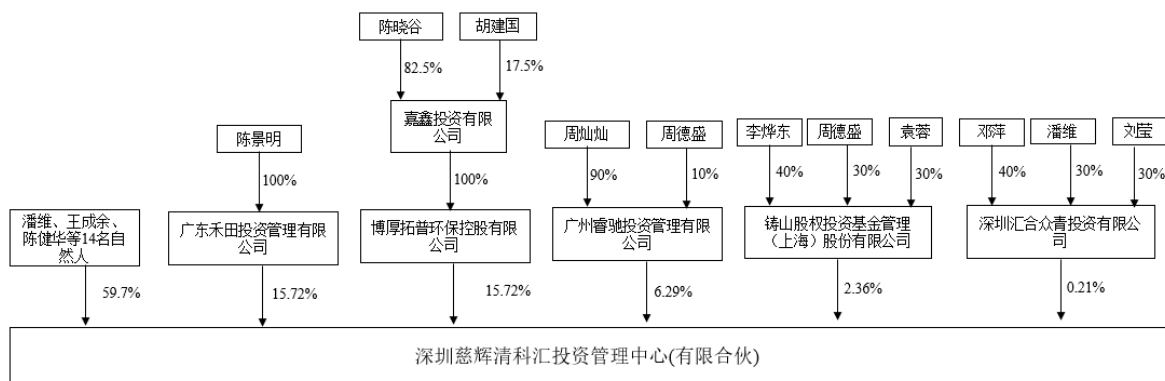 陈晓谷
胡建国
82.5%
17.5%
嘉鑫投资有限
公司
陈景明
周灿灿
周德盛
李烨东
周德盛
袁蓉
邓萍
潘维
刘莹
100%
100%
90%
10%
40%
30%
30%
40%
30%
30%
潘维、王成余、
陈健华等14名自
然人
广东禾田投资管理有限
公司
博厚拓普环保控股有限
公司
广州睿驰投资管理有限
公司
铸山股权投资基金管理
（上海）股份有限公司
深圳汇合众青投资有限公
司
59.7%
15.72%
15.72%
6.29%
2.36%
0.21%
深圳慈辉清科汇投资管理中心(有限合伙)